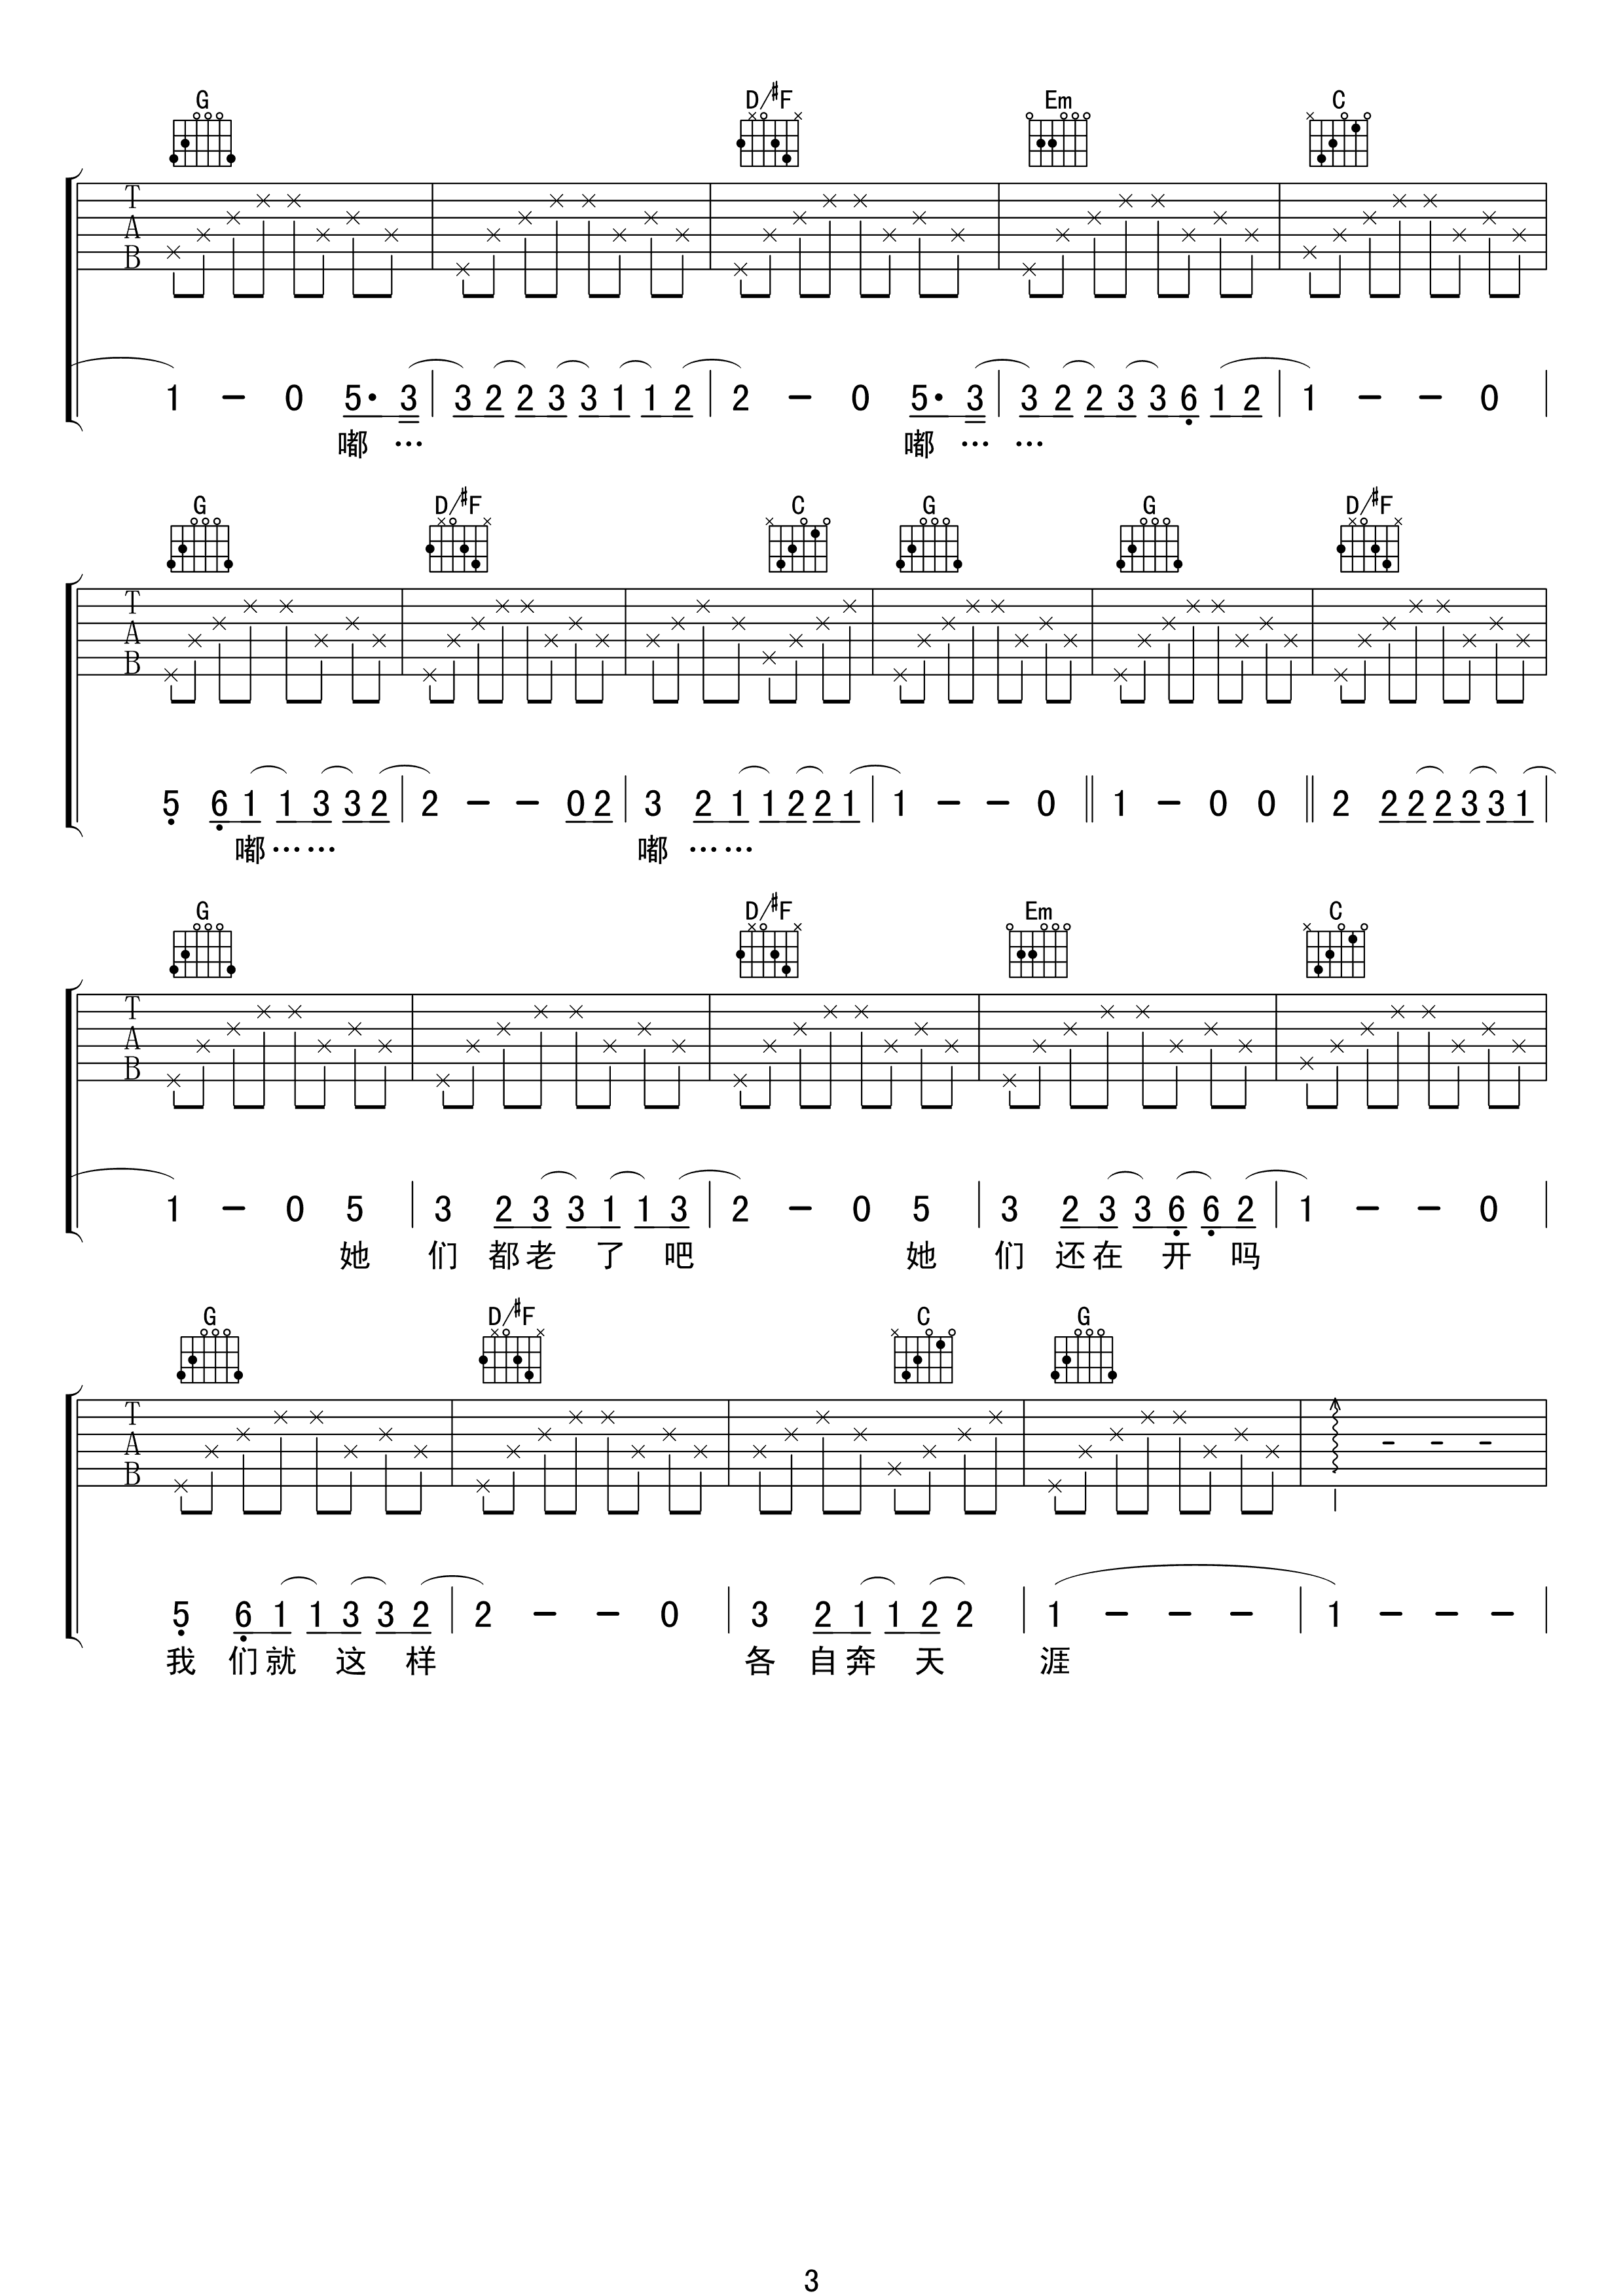 G D/#F Em C
T
A
B
1 - 0 5· 3 | 3 2 2 3 3 1 1 2 | 2 - 0 5· 3 | 3 2 2 3 3 6 1 2 | 1 - - 0 |
嘟 … 嘟 … …
G D/#F C G G D/#F
T
A
B
5 6 1 1 3 3 2 | 2 - - 0 2 | 3 2 1 1 2 2 1 | 1 - - 0 || 1 - 0 0 || 2 2 2 2 3 3 1 |
嘟 …… 嘟 ……
G D/#F Em C
T
A
B
1 - 0 5 | 3 2 3 3 1 1 3 | 2 - 0 5 | 3 2 3 3 6 6 2 | 1 - - 0 |
她 们 都 老 了 吧 她 们 还 在 开 吗
G D/#F C G
T
A
B
5 6 1 1 3 3 2 | 2 - - 0 | 3 2 1 1 2 2 | 1 - - - | 1 - - - |
我 们 就 这 样 各 自 奔 天 涯
3